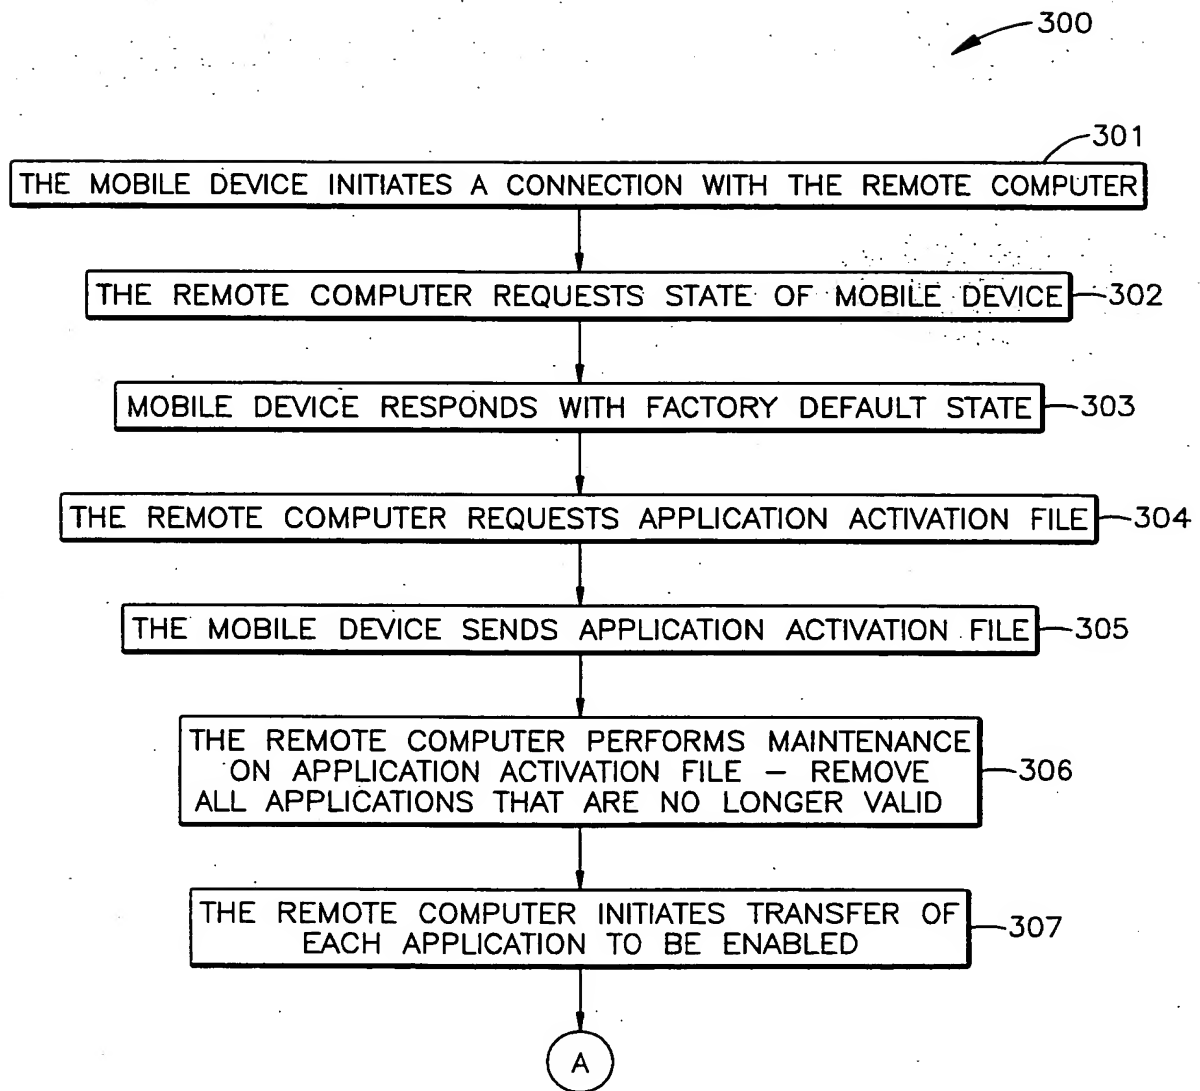 300
301
THE MOBILE DEVICE INITIATES A CONNECTION WITH THE REMOTE COMPUTER
THE REMOTE COMPUTER REQUESTS STATE OF MOBILE DEVICE
302
MOBILE DEVICE RESPONDS WITH FACTORY DEFAULT STATE
303
THE REMOTE COMPUTER REQUESTS APPLICATION ACTIVATION FILE
304
THE MOBILE DEVICE SENDS APPLICATION ACTIVATION FILE
305
THE REMOTE COMPUTER PERFORMS MAINTENANCE
ON APPLICATION ACTIVATION FILE – REMOVE
ALL APPLICATIONS THAT ARE NO LONGER VALID
306
THE REMOTE COMPUTER INITIATES TRANSFER OF
EACH APPLICATION TO BE ENABLED
307
A